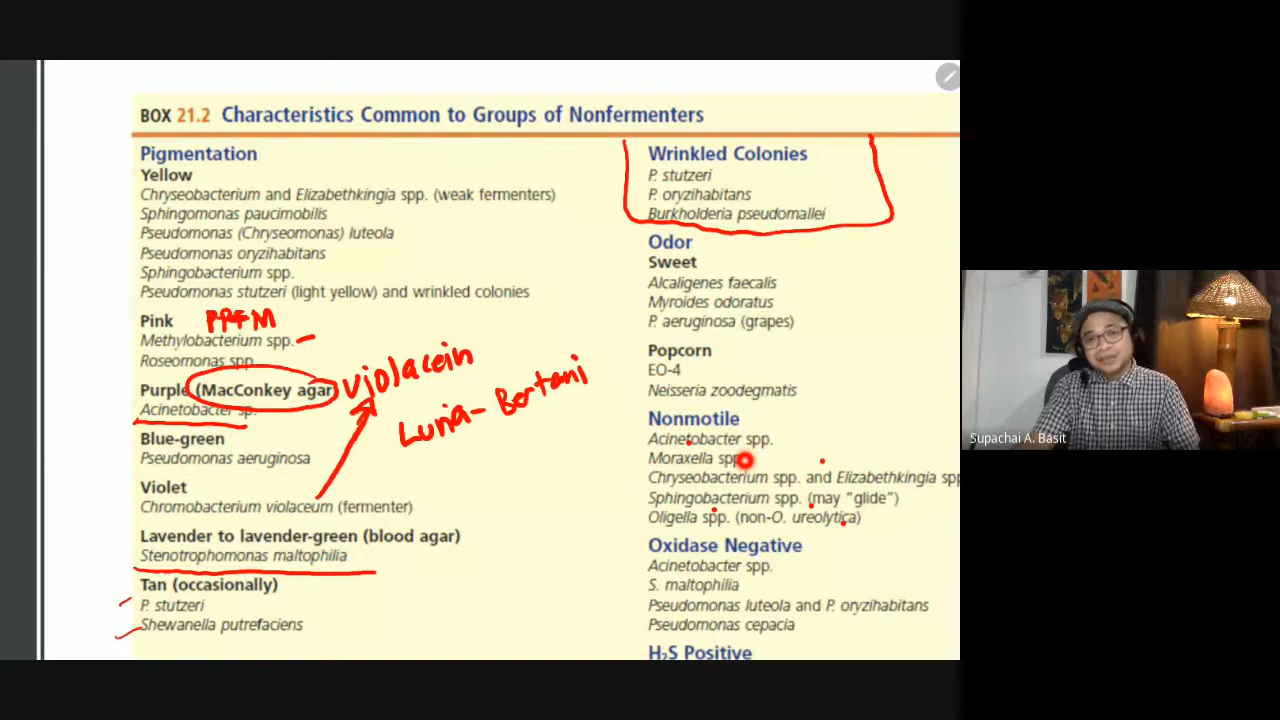 BOX 21.2 Characteristics Common to Groups of Nonfermenters
Pigmentation
Yellow
Chryseobacterium and Elizabethkingia spp. (weak fermenters)
Sphingomonas paucimobilis
Pseudomonas (Chryseomonas) luteola
Pseudomonas oryzihabitans
Sphingobacterium spp.
Pseudomonas stutzeri (light yellow) and wrinkled colonies
Pink PPFM
Methylobacterium spp.
Roseomonas spp.
Purple (MacConkey agar) Violacein
Acinetobacter sp.
Luria-Bertani
Blue-green
Pseudomonas aeruginosa
Violet
Chromobacterium violaceum (fermenter)
Lavender to lavender-green (blood agar)
Stenotrophomonas maltophilia
Tan (occasionally)
P. stutzeri
Shewanella putrefaciens
Wrinkled Colonies
P. stutzeri
P. oryzihabitans
Burkholderia pseudomallei
Odor
Sweet
Alcaligenes faecalis
Myroides odoratus
P. aeruginosa (grapes)
Popcorn
EO-4
Neisseria zoodegmatis
Nonmotile
Acinetobacter spp.
Moraxella spp.
Chryseobacterium spp. and Elizabethkingia spp
Sphingobacterium spp. (may “glide”)
Oligella spp. (non-O. ureolytica)
Oxidase Negative
Acinetobacter spp.
S. maltophilia
Pseudomonas luteola and P. oryzihabitans
Pseudomonas cepacia
H₂S Positive
Supachai A. Basit